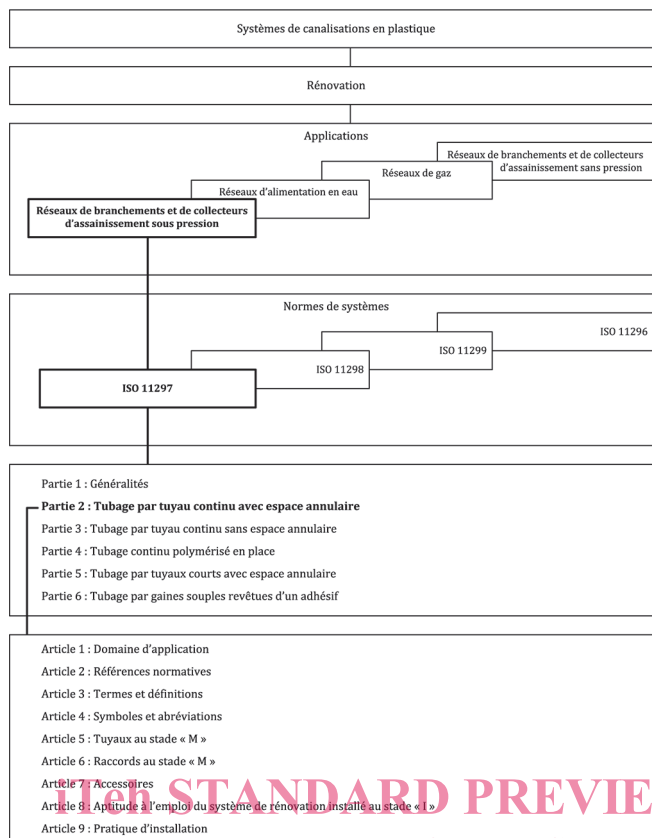 Systèmes de canalisations en plastique
Rénovation
Applications
Réseaux de branchements et de collecteurs
d'assainissement sans pression
Réseaux de gaz
Réseaux d'alimentation en eau
Réseaux de branchements et de collecteurs
d'assainissement sous pression
Normes de systèmes
ISO 11296
ISO 11299
ISO 11298
ISO 11297
Partie 1 : Généralités
Partie 2 : Tubage par tuyau continu avec espace annulaire
Partie 3 : Tubage par tuyau continu sans espace annulaire
Partie 4 : Tubage continu polymérisé en place
Partie 5 : Tubage par tuyaux courts avec espace annulaire
Partie 6 : Tubage par gaines souples revêtues d'un adhésif
Article 1 : Domaine d'application
Article 2 : Références normatives
Article 3 : Termes et définitions
Article 4 : Symboles et abréviations
Article 5 : Tuyaux au stade « M »
Article 6 : Raccords au stade « M »
Article 7 : Accessoires
iTeh STANDARD PREVIE
Article 8 : Aptitude à l'emploi du système de rénovation installé au stade « I »
Article 9 : Pratique d'installation